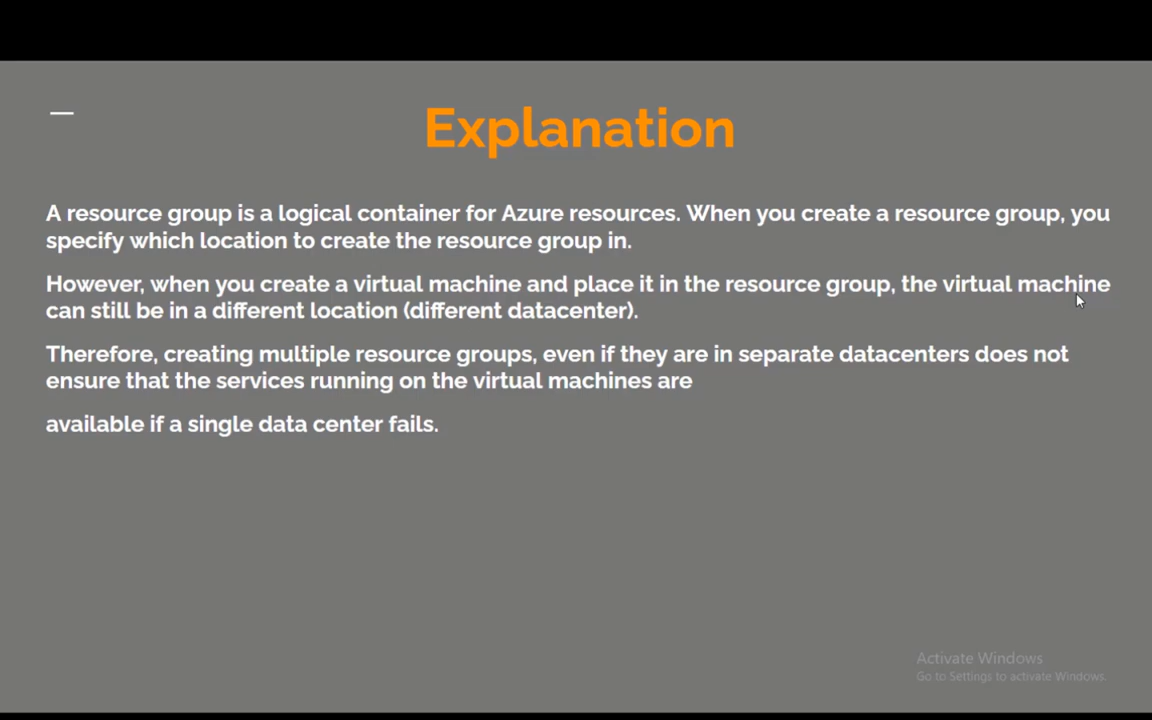 Explanation
A resource group is a logical container for Azure resources. When you create a resource group, you
specify which location to create the resource group in.
However, when you create a virtual machine and place it in the resource group, the virtual machine
can still be in a different location (different datacenter).
Therefore, creating multiple resource groups, even if they are in separate datacenters does not
ensure that the services running on the virtual machines are
available if a single data center fails.
Activate Windows
Go to Settings to activate Windows.